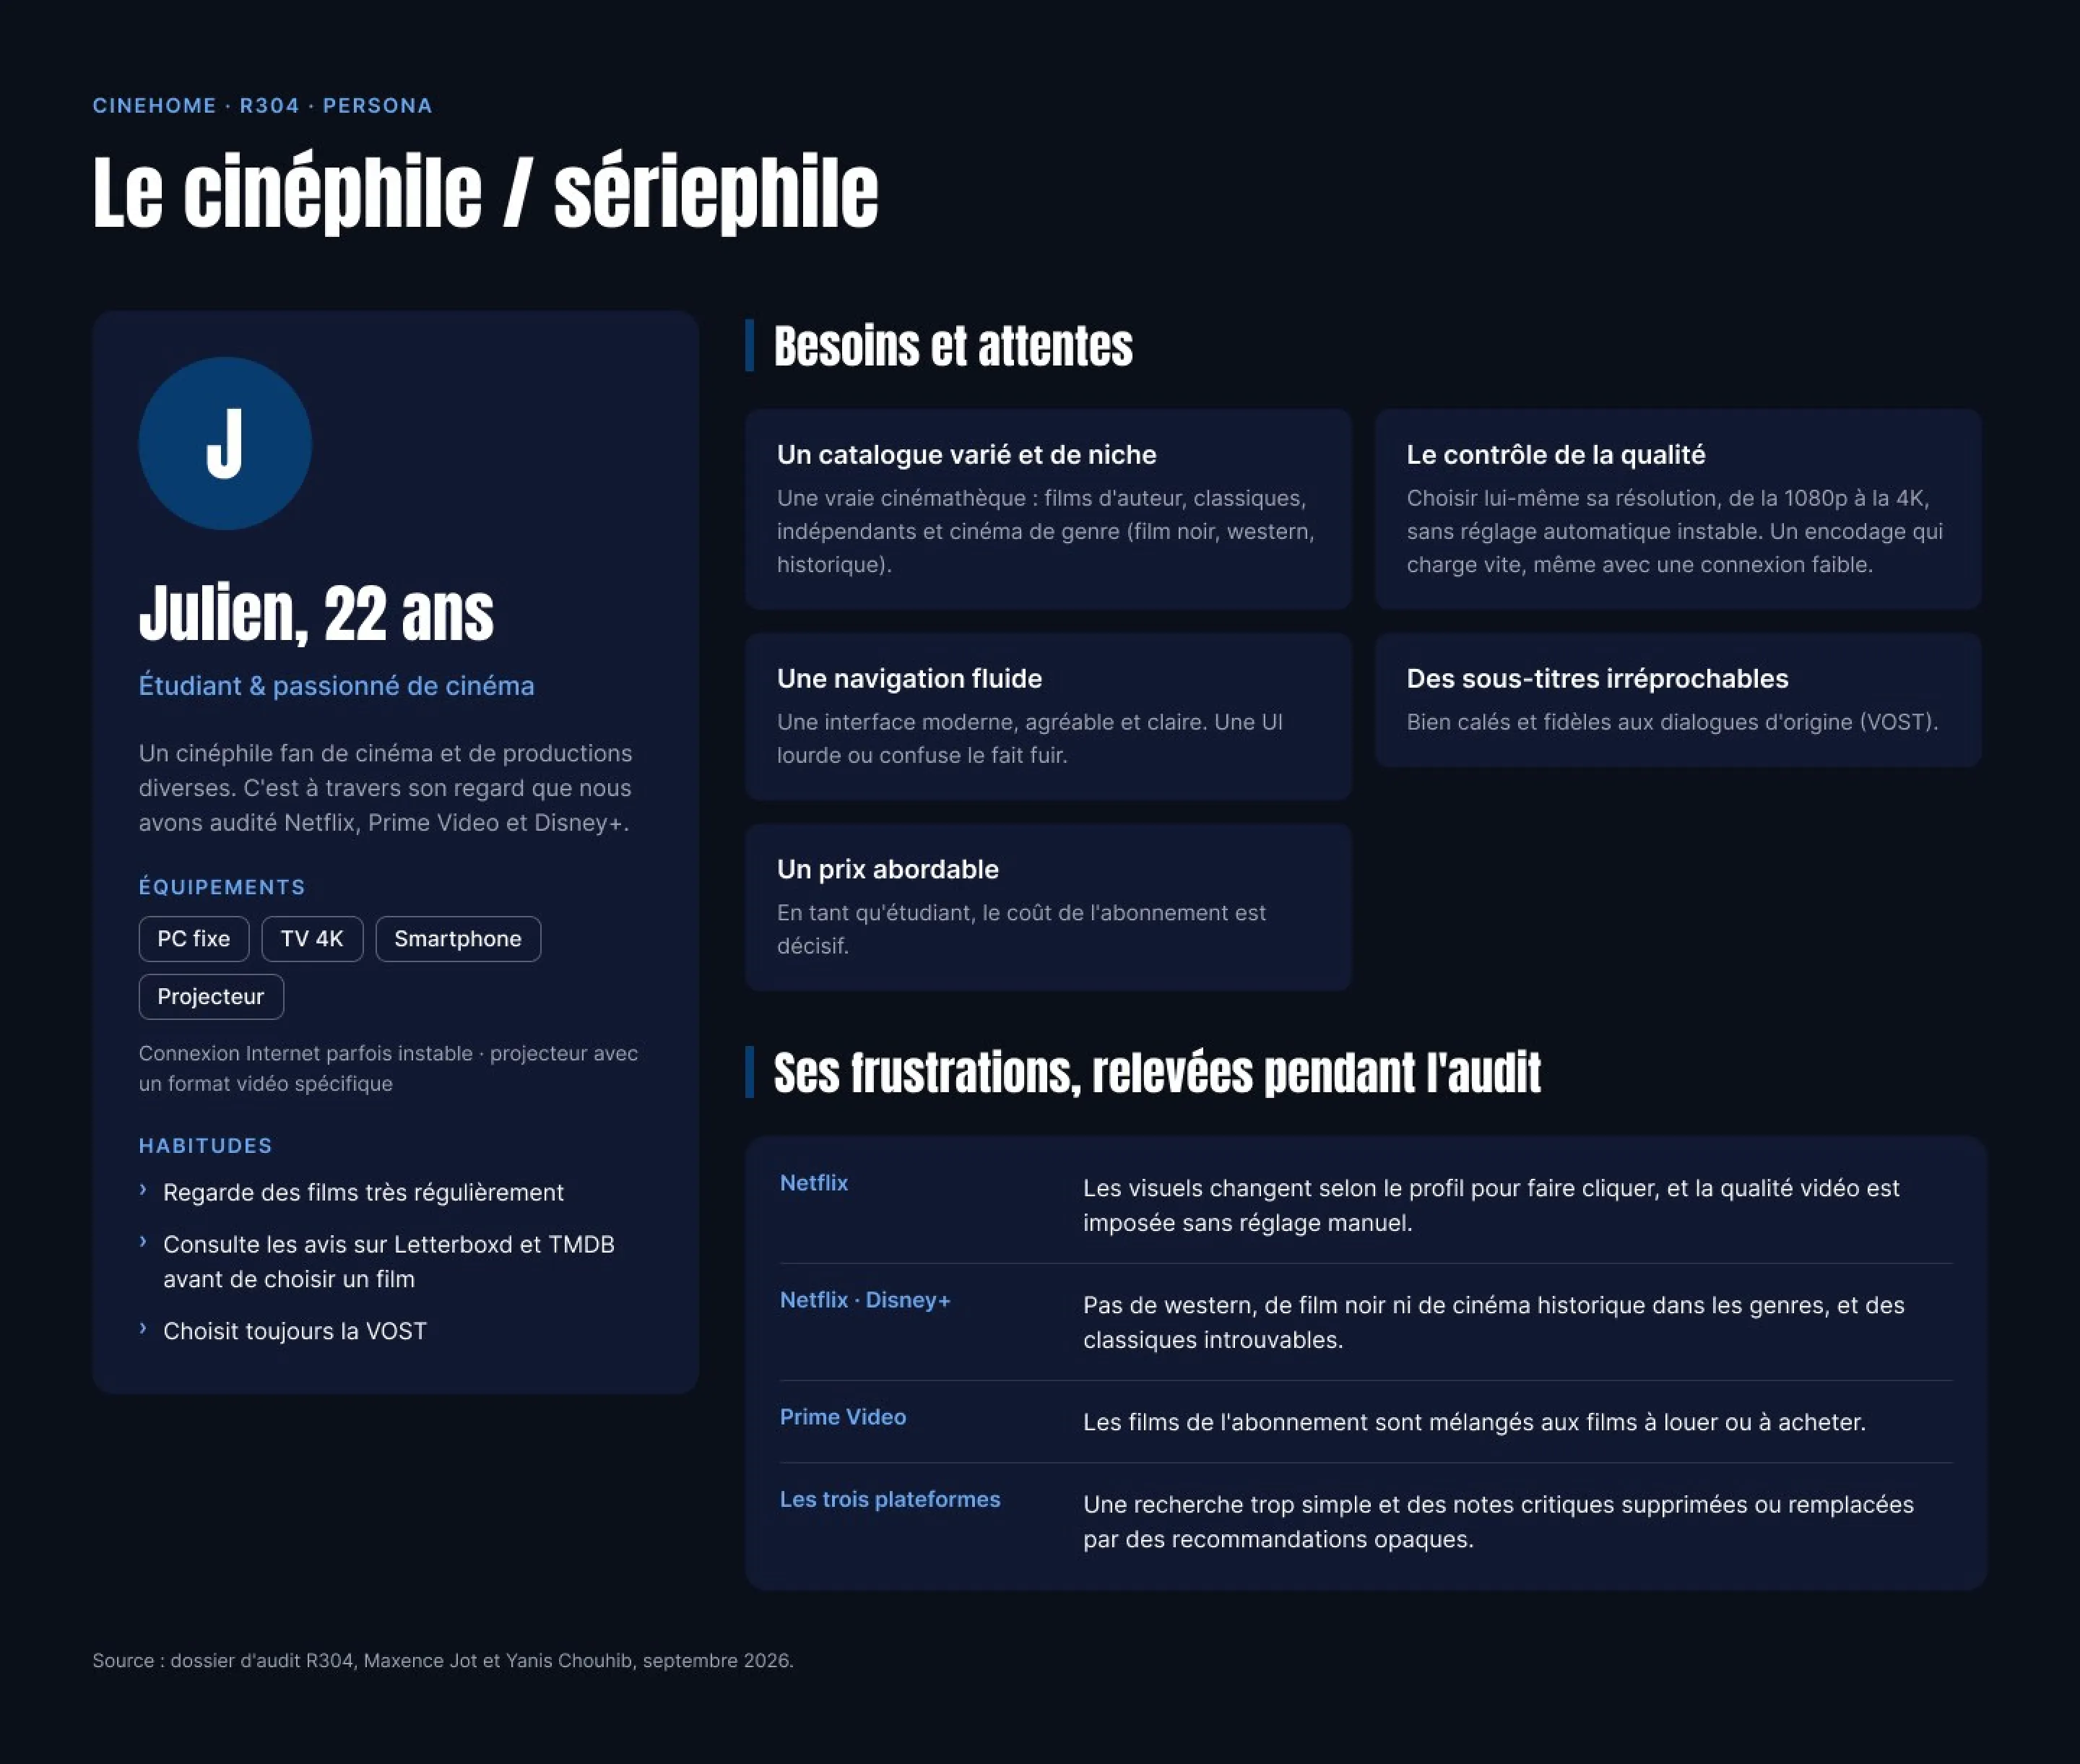 CINEHOME · R304 · PERSONA
Le cinéphile / sériephile
J
Julien, 22 ans
Étudiant & passionné de cinéma
Un cinéphile fan de cinéma et de productions
diverses. C'est à travers son regard que nous
avons audité Netflix, Prime Video et Disney+.
ÉQUIPEMENTS
PC fixe
TV 4K
Smartphone
Projecteur
Connexion Internet parfois instable · projecteur avec
un format vidéo spécifique
HABITUDES
› Regarde des films très régulièrement
› Consulte les avis sur Letterboxd et TMDB
avant de choisir un film
› Choisit toujours la VOST
Besoins et attentes
Un catalogue varié et de niche
Une vraie cinémathèque : films d'auteur, classiques,
indépendants et cinéma de genre (film noir, western,
historique).
Le contrôle de la qualité
Choisir lui-même sa résolution, de la 1080p à la 4K,
sans réglage automatique instable. Un encodage qui
charge vite, même avec une connexion faible.
Une navigation fluide
Une interface moderne, agréable et claire. Une UI
lourde ou confuse le fait fuir.
Des sous-titres irréprochables
Bien calés et fidèles aux dialogues d'origine (VOST).
Un prix abordable
En tant qu'étudiant, le coût de l'abonnement est
décisif.
Ses frustrations, relevées pendant l'audit
Netflix
Les visuels changent selon le profil pour faire cliquer, et la qualité vidéo est
imposée sans réglage manuel.
Netflix · Disney+
Pas de western, de film noir ni de cinéma historique dans les genres, et des
classiques introuvables.
Prime Video
Les films de l'abonnement sont mélangés aux films à louer ou à acheter.
Les trois plateformes
Une recherche trop simple et des notes critiques supprimées ou remplacées
par des recommandations opaques.
Source : dossier d'audit R304, Maxence Jot et Yanis Chouhib, septembre 2026.